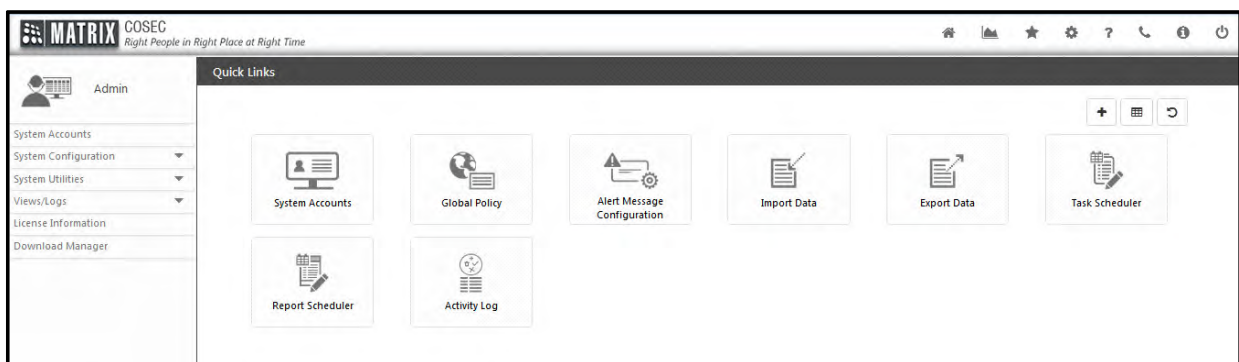 MATRIX COSEC
Right People in Right Place at Right Time
Admin
Quick Links
System Accounts
System Configuration
System Utilities
Views/Logs
License Information
Download Manager
System Accounts
Global Policy
Alert Message
Configuration
Import Data
Export Data
Task Scheduler
Report Scheduler
Activity Log